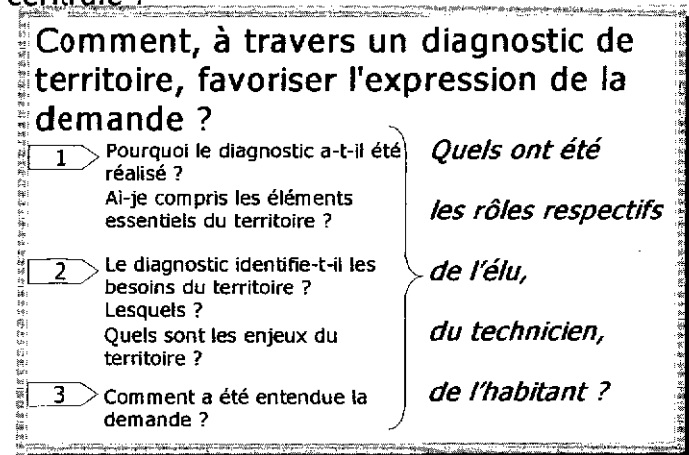 centrale
Comment, à travers un diagnostic de
territoire, favoriser l'expression de la
demande ?
1
Pourquoi le diagnostic a-t-il été
réalisé ?
Ai-je compris les éléments
essentiels du territoire ?
2
Le diagnostic identifie-t-il les
besoins du territoire ?
Lesquels ?
Quels sont les enjeux du
territoire ?
3
Comment a été entendue la
demande ?
Quels ont été
les rôles respectifs
de l'élu,
du technicien,
de l'habitant ?